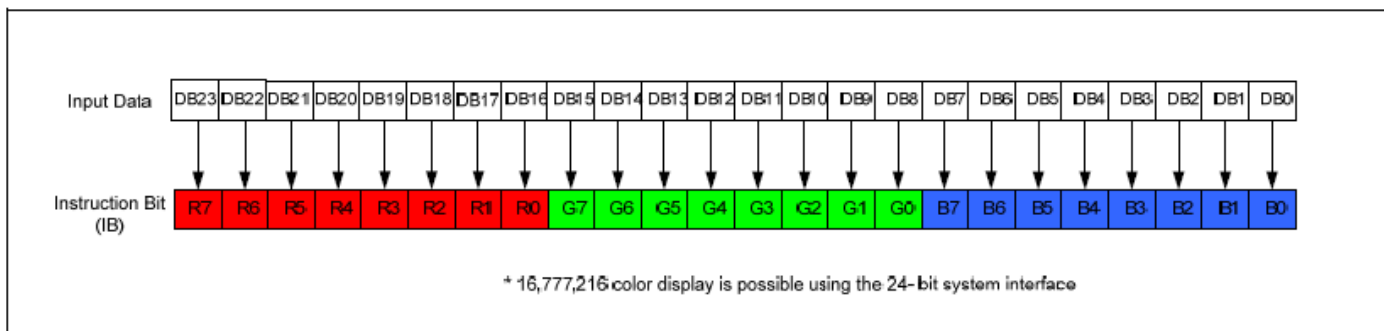 Input Data DB23 DB22 DB21 DB20 DB19 DB18 DB17 DB16 DB15 DB14 DB13 DB12 DB11 DB10 DB9 DB8 DB7 DB6 DB5 DB4 DB3 DB2 DB1 DB0
Instruction Bit
(IB)
R7 R6 R5 R4 R3 R2 R1 R0 G7 G6 G5 G4 G3 G2 G1 G0 B7 B6 B5 B4 B3 B2 B1 B0
* 16,777,216 color display is possible using the 24-bit system interface